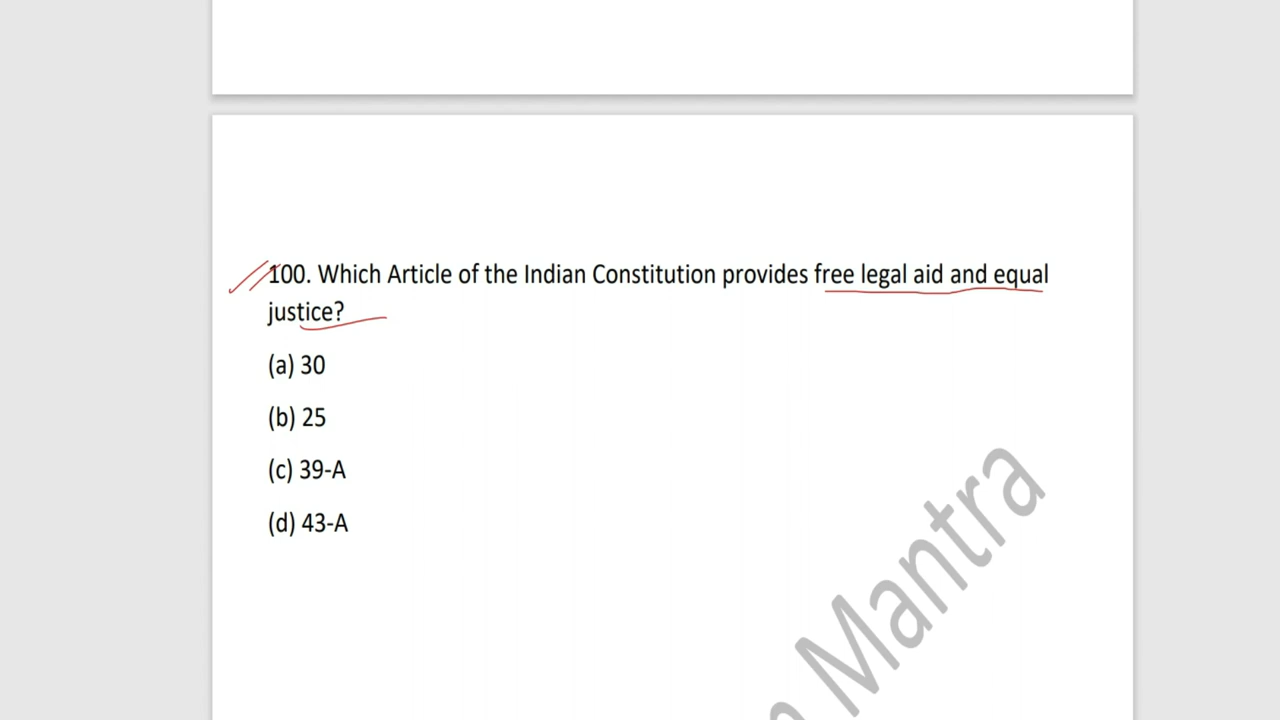 100. Which Article of the Indian Constitution provides free legal aid and equal
justice?
(a) 30
(b) 25
(c) 39-A
(d) 43-A
Mantra